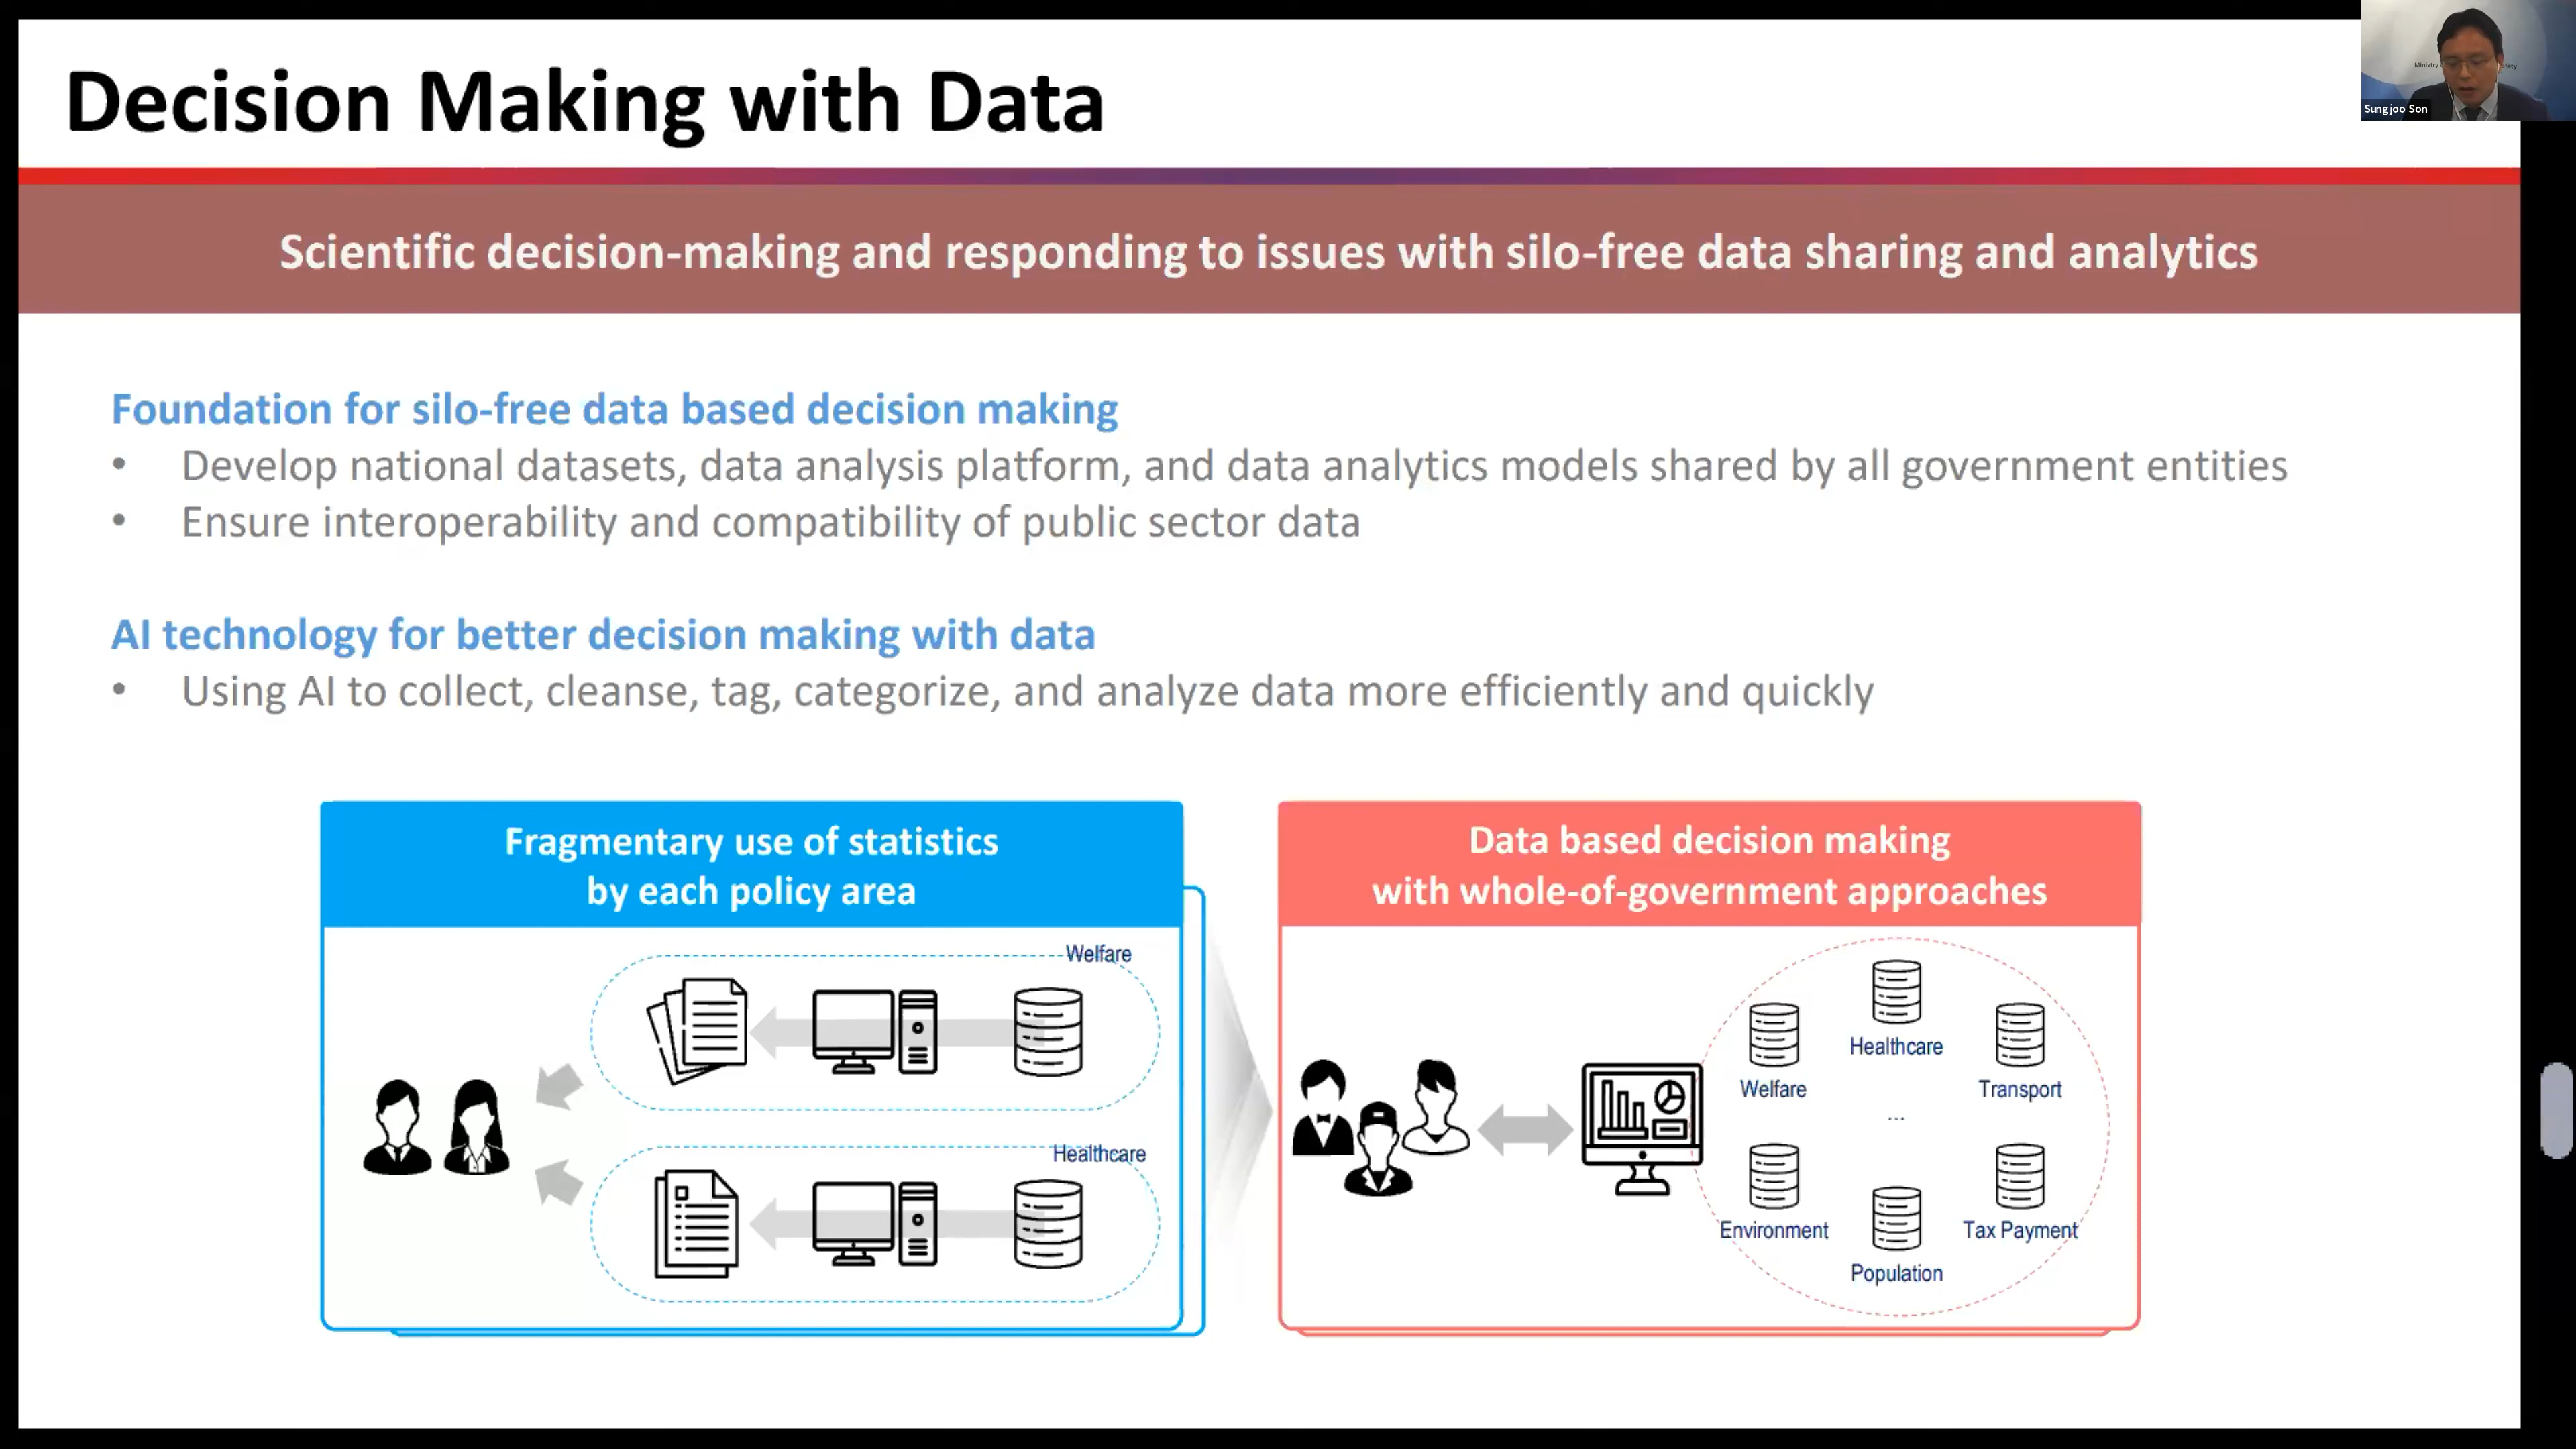 Decision Making with Data
Ministry
Sungjoo Son
Scientific decision-making and responding to issues with silo-free data sharing and analytics
Foundation for silo-free data based decision making
• Develop national datasets, data analysis platform, and data analytics models shared by all government entities
• Ensure interoperability and compatibility of public sector data
AI technology for better decision making with data
• Using AI to collect, cleanse, tag, categorize, and analyze data more efficiently and quickly
Fragmentary use of statistics
by each policy area
Welfare
Healthcare
Data based decision making
with whole-of-government approaches
Healthcare
Welfare
Transport
...
Environment
Tax Payment
Population